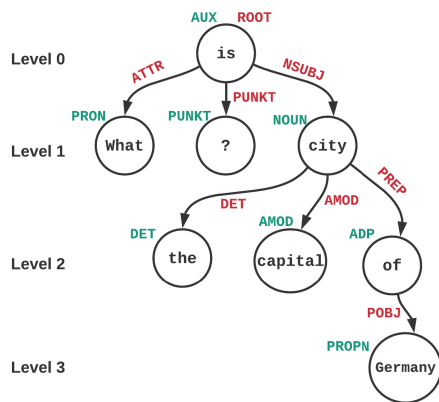 AUX ROOT
Level 0 is
ATTR PUNKT NSUBJ
PRON PUNKT NOUN
Level 1 What ? city
DET AMOD PREP
DET AMOD ADP
Level 2 the capital of
POBJ
PROPN
Level 3 Germany